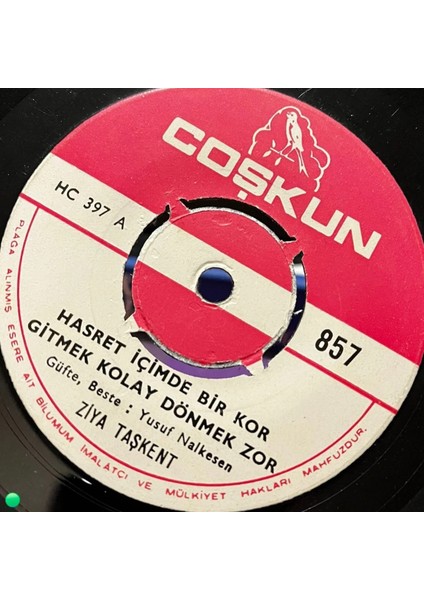 COŞKUN
HC 397 A
857
HASRET İÇİMDE BİR KOR
GİTMEK KOLAY DÖNMEK ZOR
Güfte, Beste : Yusuf Nalkesen
ZİYA TAŞKENT
PLAGA ALINMIŞ ESERE AİT BİLUMUM İMALATÇI VE MÜLKİYET HAKLARI MAHFUZDUR.